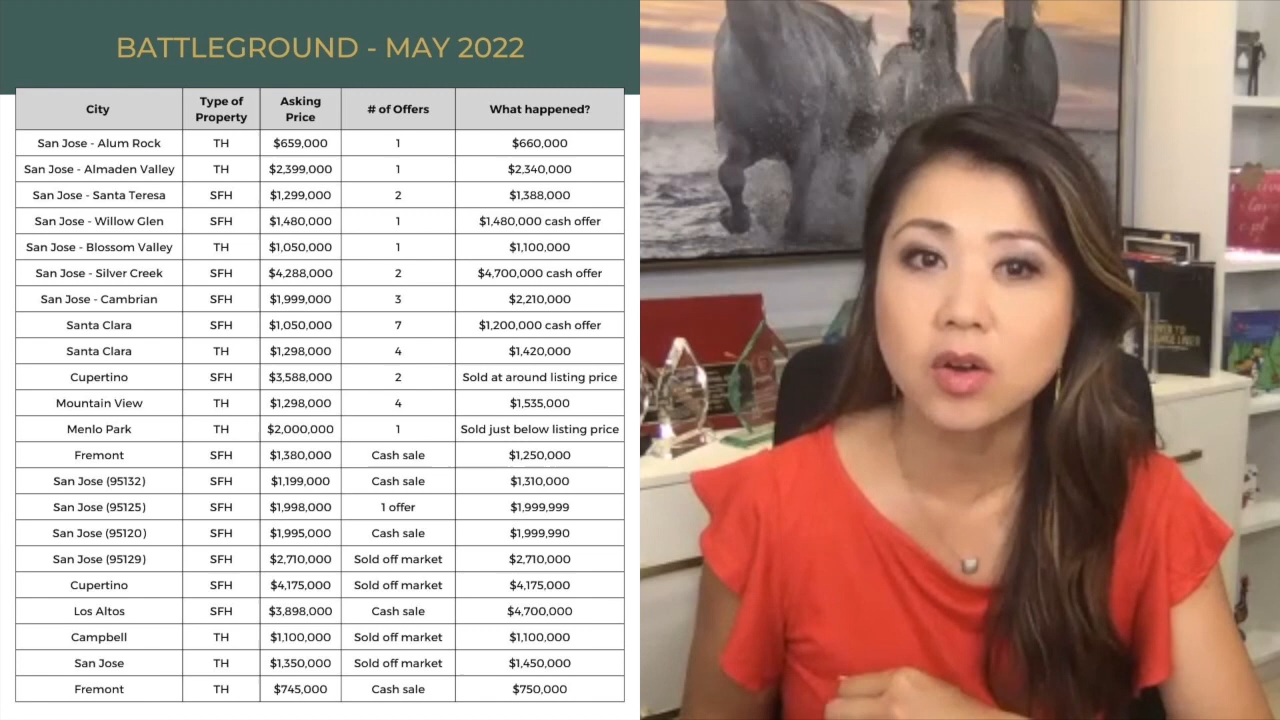 BATTLEGROUND - MAY 2022
City Type of Property Asking Price # of Offers What happened?
San Jose - Alum Rock TH $659,000 1 $660,000
San Jose - Almaden Valley TH $2,399,000 1 $2,340,000
San Jose - Santa Teresa SFH $1,299,000 2 $1,388,000
San Jose - Willow Glen SFH $1,480,000 1 $1,480,000 cash offer
San Jose - Blossom Valley TH $1,050,000 1 $1,100,000
San Jose - Silver Creek SFH $4,288,000 2 $4,700,000 cash offer
San Jose - Cambrian SFH $1,999,000 3 $2,210,000
Santa Clara SFH $1,050,000 7 $1,200,000 cash offer
Santa Clara TH $1,298,000 4 $1,420,000
Cupertino SFH $3,588,000 2 Sold at around listing price
Mountain View TH $1,298,000 4 $1,535,000
Menlo Park TH $2,000,000 1 Sold just below listing price
Fremont SFH $1,380,000 Cash sale $1,250,000
San Jose (95132) SFH $1,199,000 Cash sale $1,310,000
San Jose (95125) SFH $1,998,000 1 offer $1,999,999
San Jose (95120) SFH $1,995,000 Cash sale $1,999,990
San Jose (95129) SFH $2,710,000 Sold off market $2,710,000
Cupertino SFH $4,175,000 Sold off market $4,175,000
Los Altos SFH $3,898,000 Cash sale $4,700,000
Campbell TH $1,100,000 Sold off market $1,100,000
San Jose TH $1,350,000 Sold off market $1,450,000
Fremont TH $745,000 Cash sale $750,000